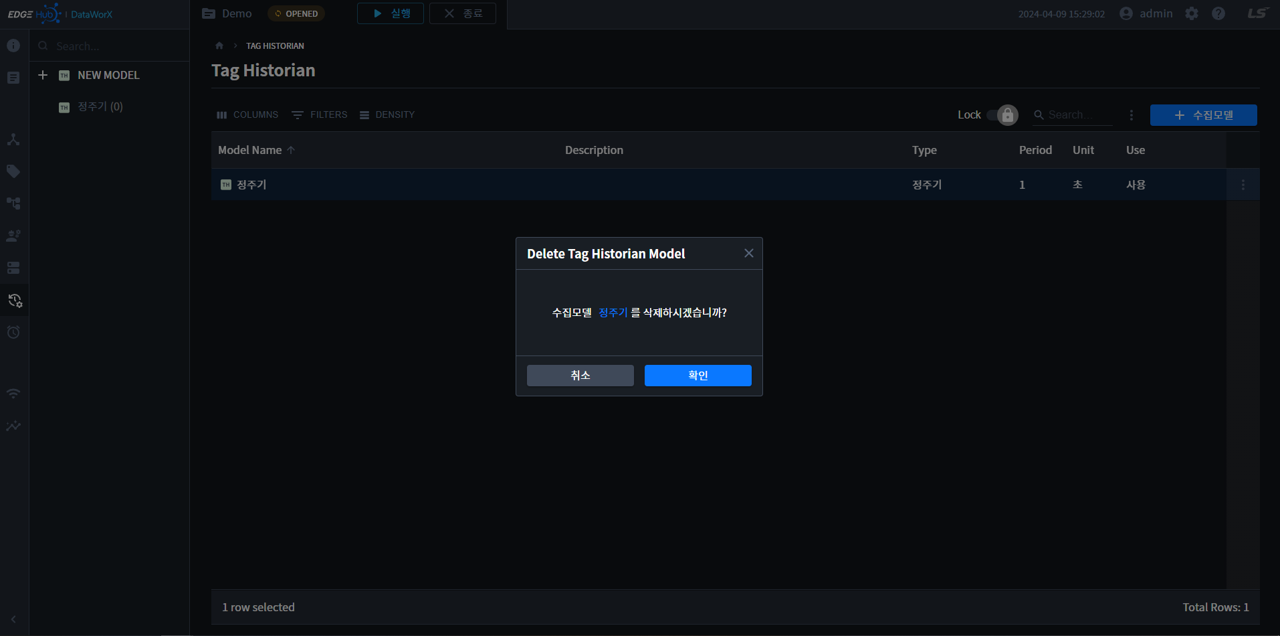 EDGE Hub | DataWorX
Demo
OPENED
실행
종료
2024-04-09 15:29:02
admin
LS
Search...
NEW MODEL
TH 정주기 (0)
TAG HISTORIAN
Tag Historian
COLUMNS
FILTERS
DENSITY
Lock
Search
수집모델
Model Name
Description
Type
Period
Unit
Use
TH 정주기
정주기
1
초
사용
Delete Tag Historian Model
수집모델 정주기 를 삭제하시겠습니까?
취소
확인
1 row selected
Total Rows: 1